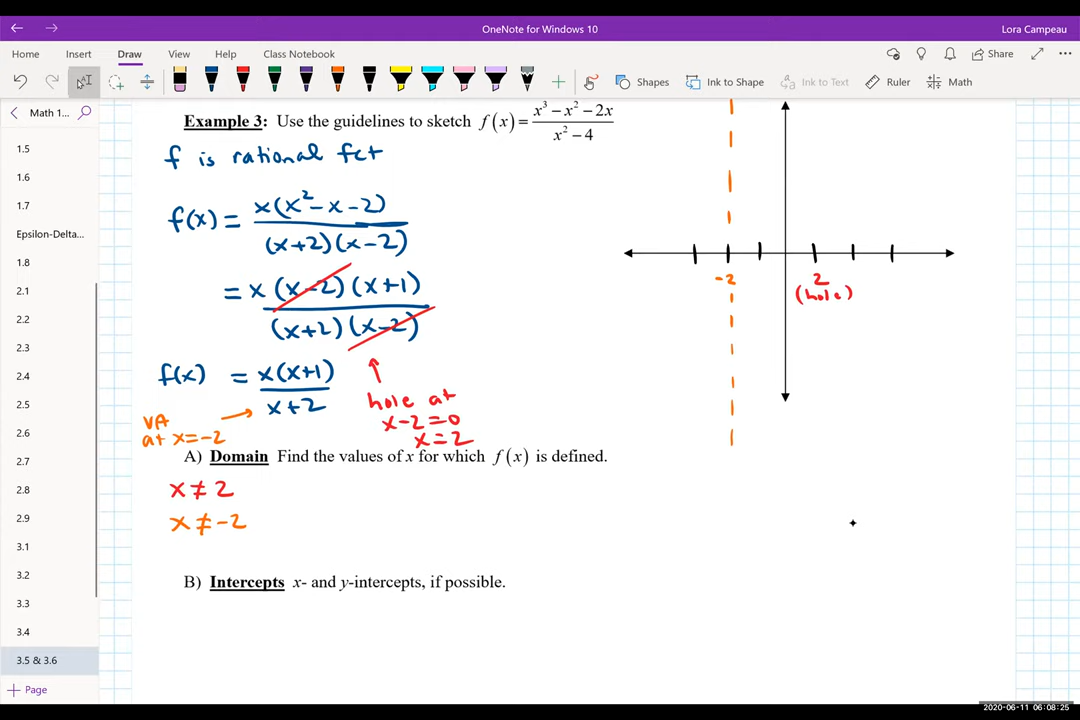 OneNote for Windows 10
Lora Campeau
Home Insert Draw View Help Class Notebook Share
Shapes Ink to Shape Ink to Text Ruler Math
Math 1...
1.5
1.6
1.7
Epsilon-Delta...
1.8
2.1
2.2
2.3
2.4
2.5
2.6
2.7
2.8
2.9
3.1
3.2
3.3
3.4
3.5 & 3.6
+ Page
Example 3: Use the guidelines to sketch f(x) = (x³ − x² − 2x)/(x² − 4)
f is rational fct
f(x) = x(x² − x − 2)/((x+2)(x−2))
= x(x−2)(x+1)/((x+2)(x−2))
f(x) = x(x+1)/(x+2)
VA
at x = −2
hole at
x−2=0
x=2
A) Domain Find the values of x for which f(x) is defined.
x ≠ 2
x ≠ −2
B) Intercepts x- and y-intercepts, if possible.
-2
2
(hole)
2020-06-11 06:08:25